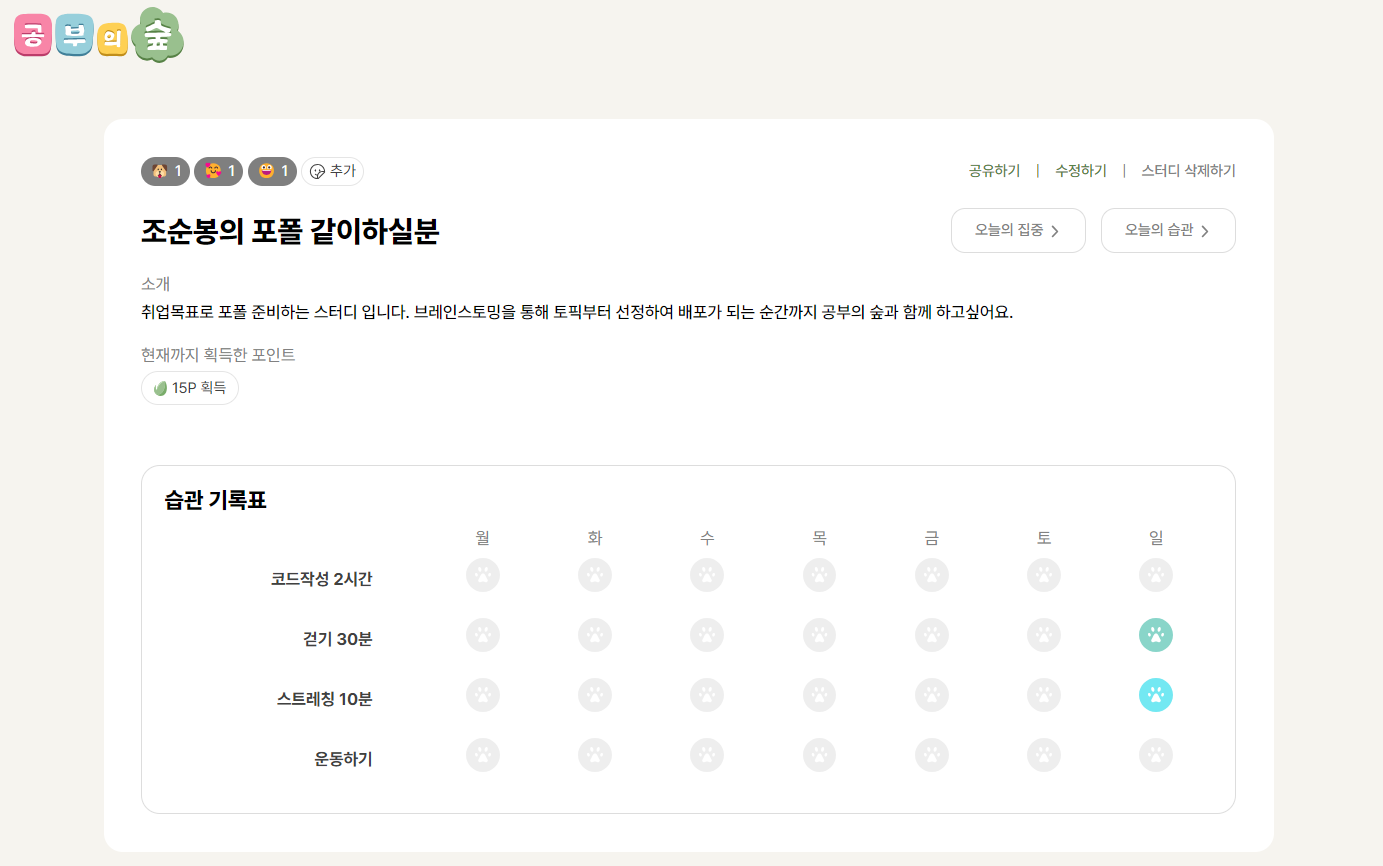 공부의숲
1 1 1 추가 공유하기 | 수정하기 | 스터디 삭제하기
조순봉의 포폴 같이하실분 오늘의 집중 오늘의 습관
소개
취업목표로 포폴 준비하는 스터디 입니다. 브레인스토밍을 통해 토픽부터 선정하여 배포가 되는 순간까지 공부의 숲과 함께 하고싶어요.
현재까지 획득한 포인트
15P 획득
습관 기록표
월 화 수 목 금 토 일
코드작성 2시간
걷기 30분
스트레칭 10분
운동하기